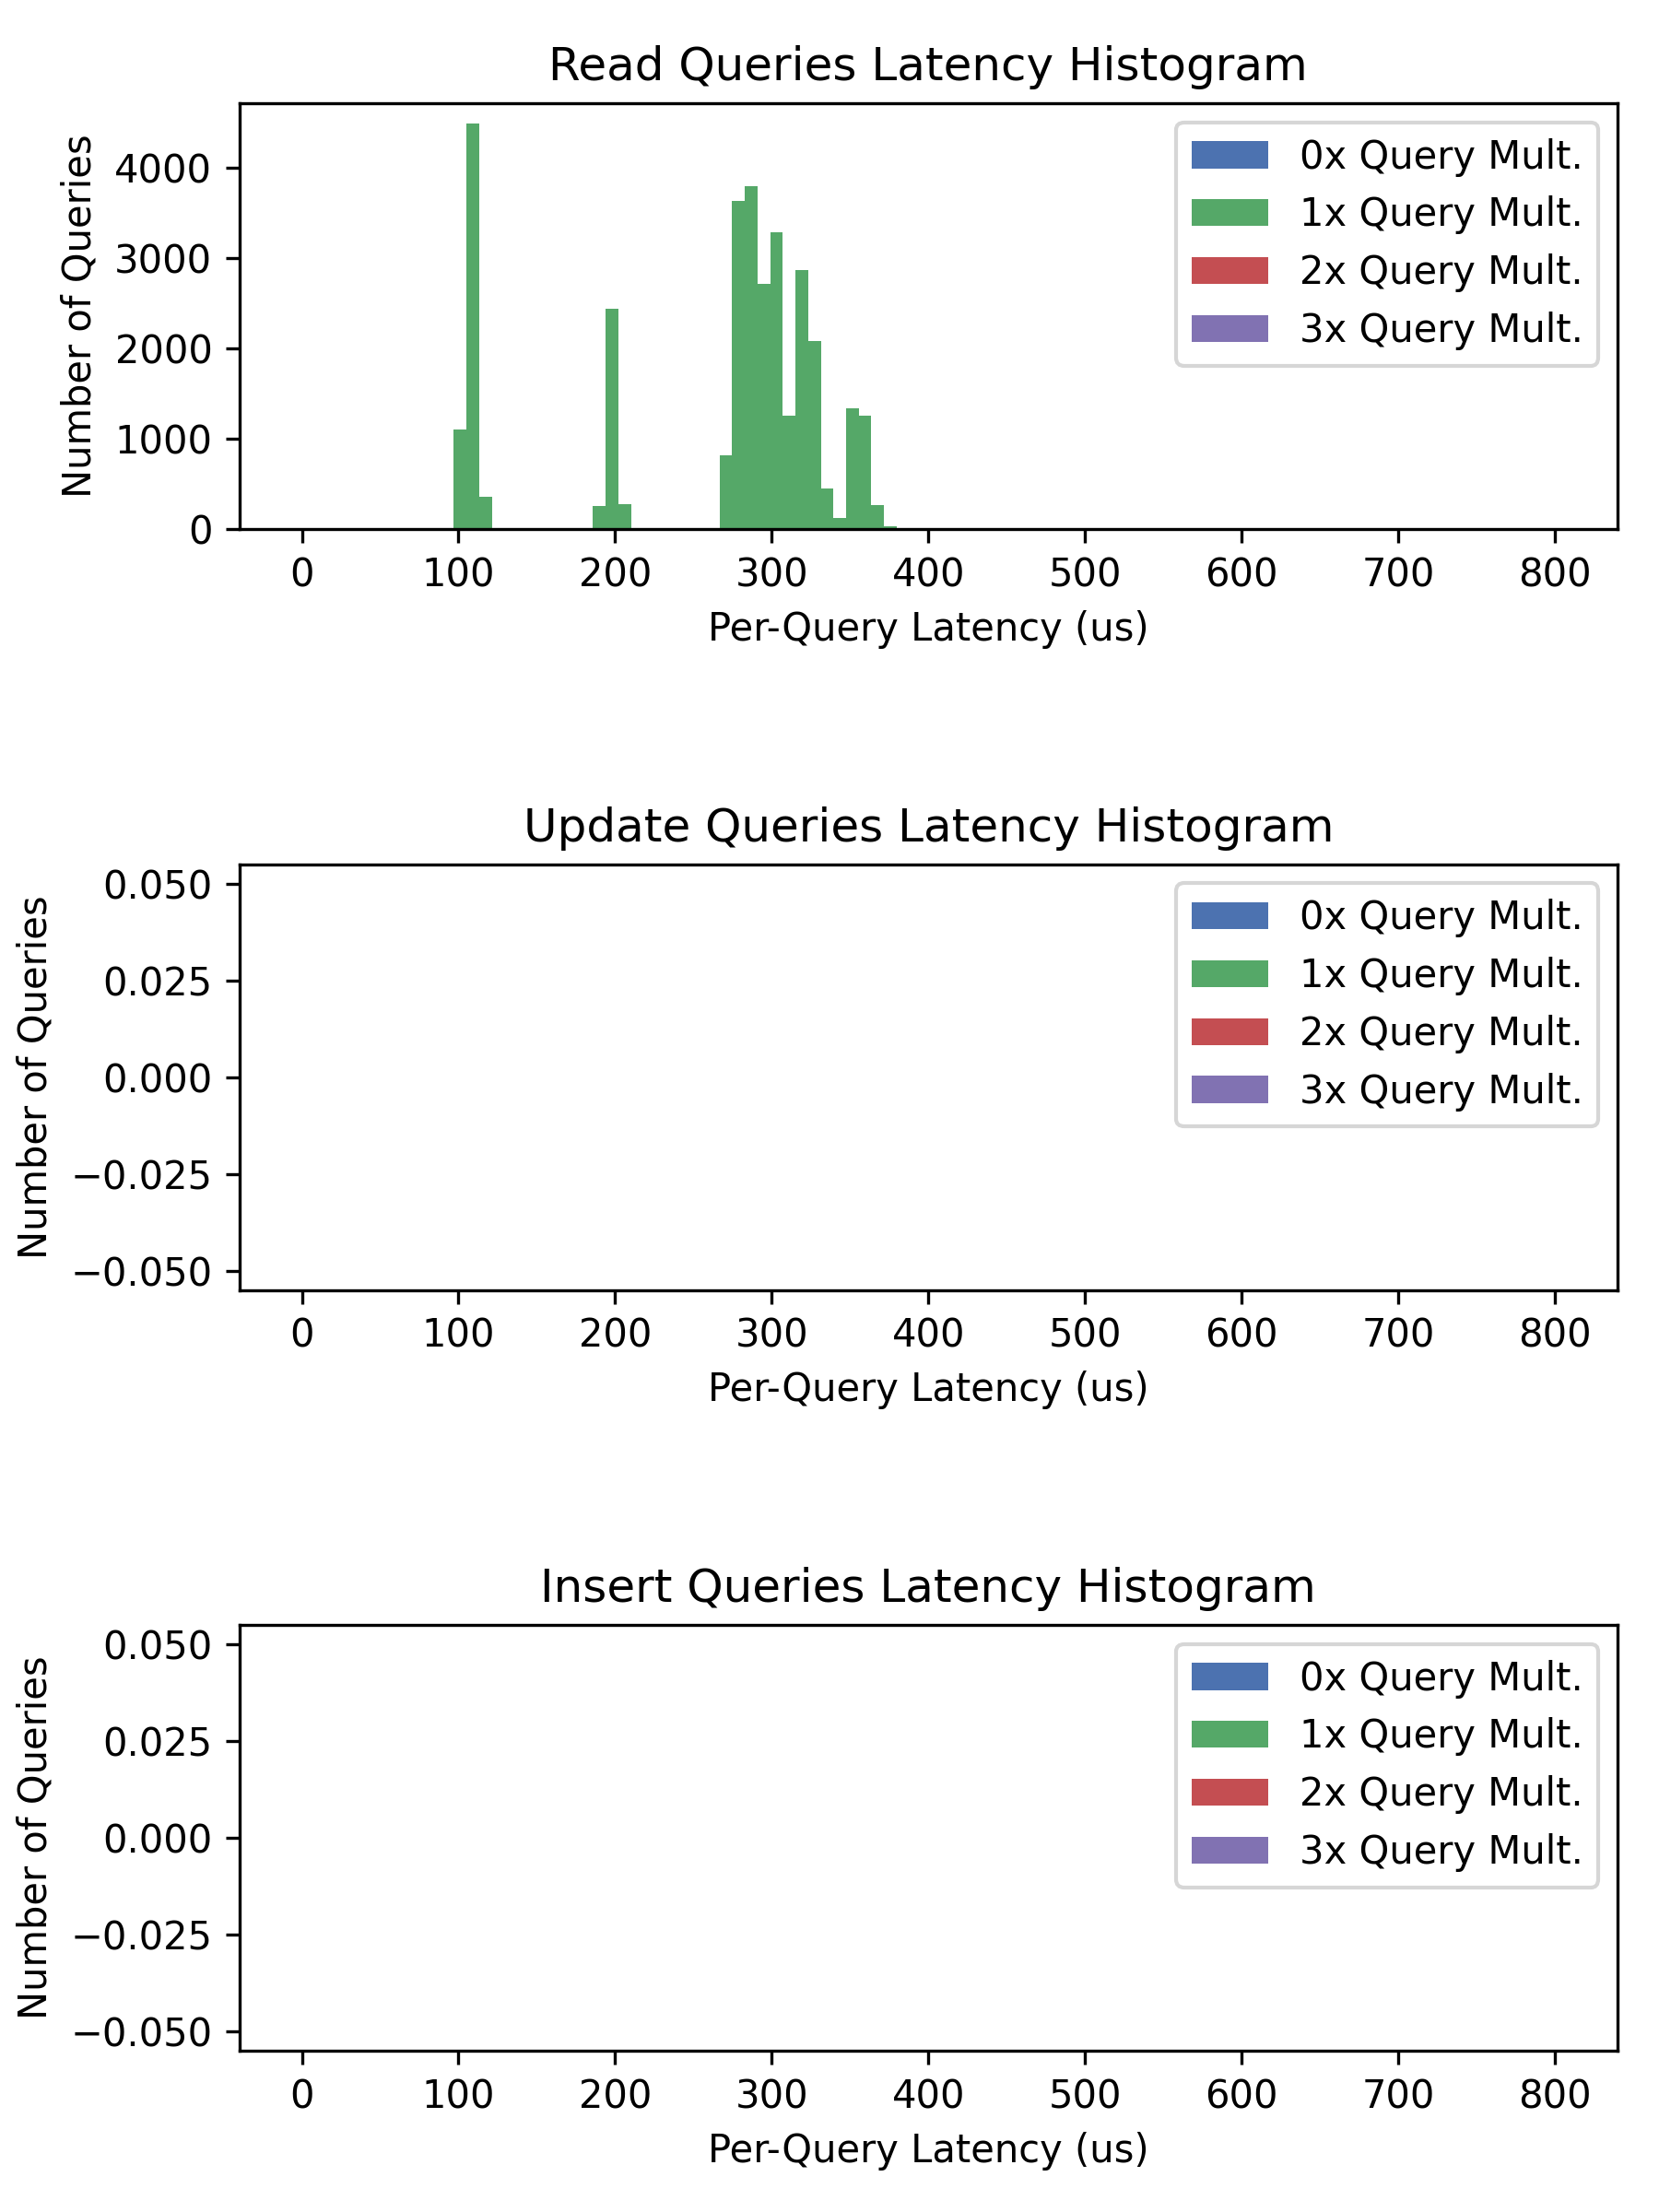 Read Queries Latency Histogram
Number of Queries
4000
3000
2000
1000
0
0x Query Mult.
1x Query Mult.
2x Query Mult.
3x Query Mult.
0 100 200 300 400 500 600 700 800
Per-Query Latency (us)
Update Queries Latency Histogram
Number of Queries
0.050
0.025
0.000
−0.025
−0.050
0x Query Mult.
1x Query Mult.
2x Query Mult.
3x Query Mult.
0 100 200 300 400 500 600 700 800
Per-Query Latency (us)
Insert Queries Latency Histogram
Number of Queries
0.050
0.025
0.000
−0.025
−0.050
0x Query Mult.
1x Query Mult.
2x Query Mult.
3x Query Mult.
0 100 200 300 400 500 600 700 800
Per-Query Latency (us)